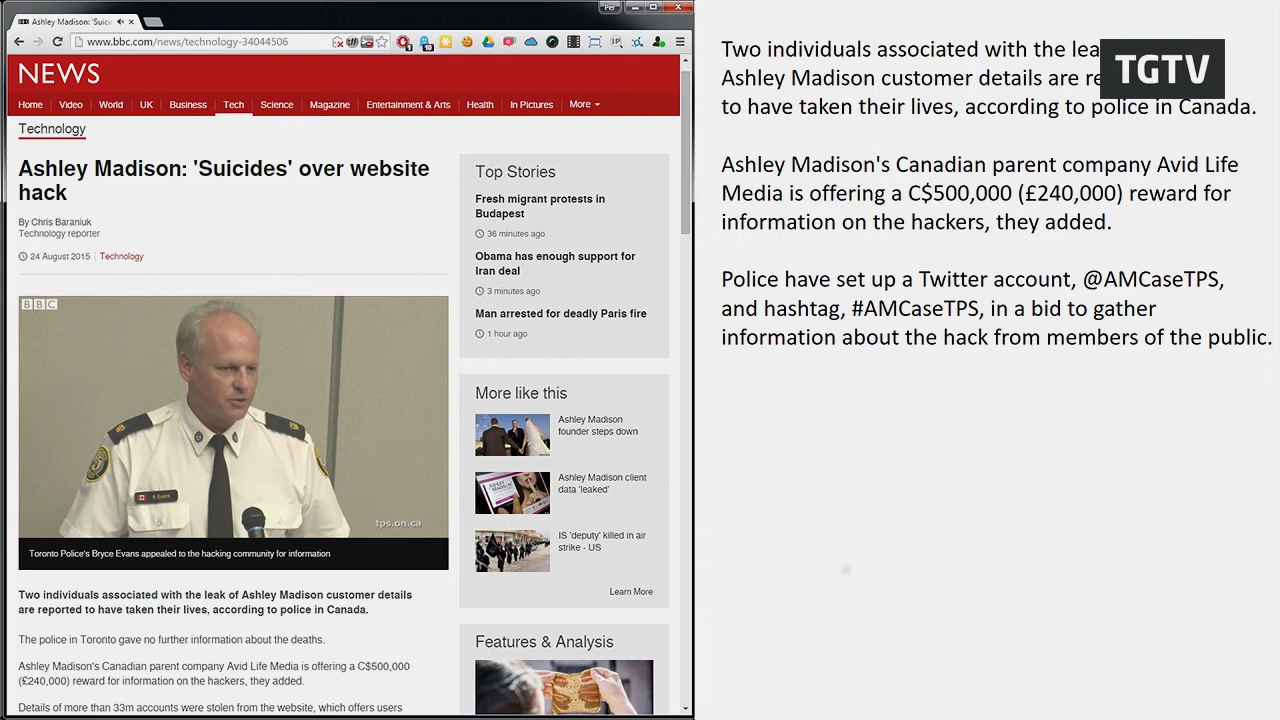 Per
Ashley Madison: 'Suici
www.bbc.com/news/technology-34044506
NEWS
Home Video World UK Business Tech Science Magazine Entertainment & Arts Health In Pictures More
Technology
Ashley Madison: 'Suicides' over website
hack
By Chris Baraniuk
Technology reporter
24 August 2015 Technology
BBC
B. Evans
tps.on.ca
Toronto Police's Bryce Evans appealed to the hacking community for information
Two individuals associated with the leak of Ashley Madison customer details
are reported to have taken their lives, according to police in Canada.
The police in Toronto gave no further information about the deaths.
Ashley Madison's Canadian parent company Avid Life Media is offering a C$500,000
(£240,000) reward for information on the hackers, they added.
Details of more than 33m accounts were stolen from the website, which offers users
Top Stories
Fresh migrant protests in
Budapest
36 minutes ago
Obama has enough support for
Iran deal
3 minutes ago
Man arrested for deadly Paris fire
1 hour ago
More like this
Ashley Madison
founder steps down
Ashley Madison client
data 'leaked'
IS 'deputy' killed in air
strike - US
Learn More
Features & Analysis
Two individuals associated with the lea
Ashley Madison customer details are re
to have taken their lives, according to police in Canada.
Ashley Madison's Canadian parent company Avid Life
Media is offering a C$500,000 (£240,000) reward for
information on the hackers, they added.
Police have set up a Twitter account, @AMCaseTPS,
and hashtag, #AMCaseTPS, in a bid to gather
information about the hack from members of the public.
TGTV